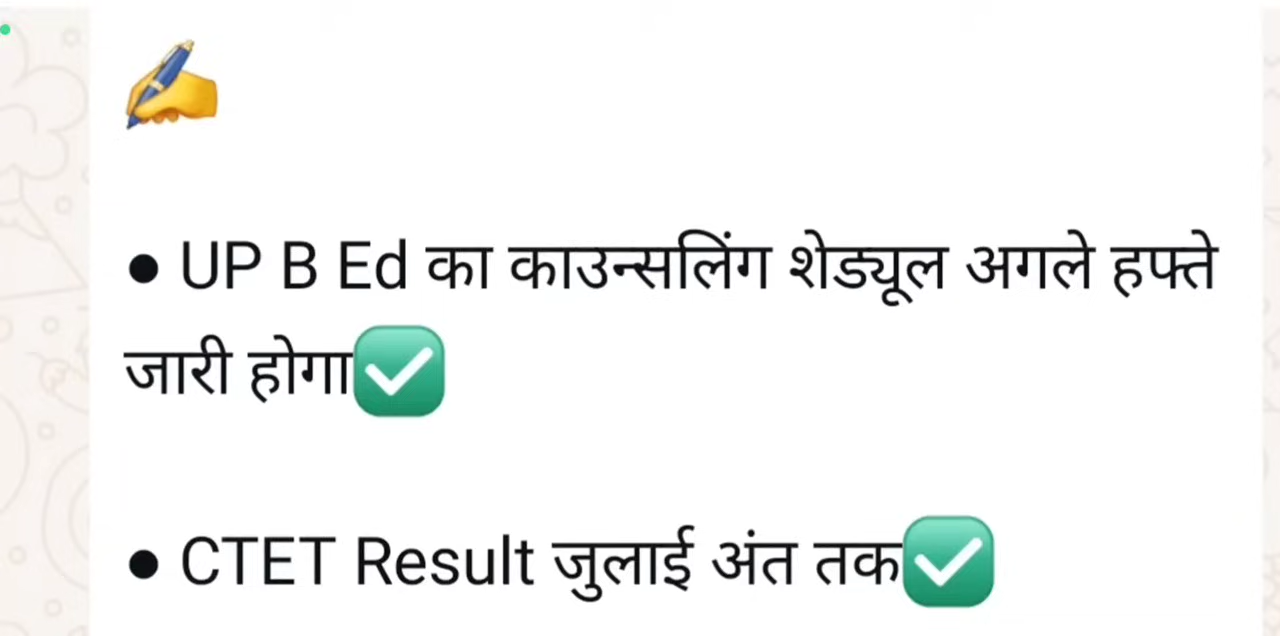 ✍️
● UP B Ed का काउन्सलिंग शेड्यूल अगले हफ्ते
जारी होगा✅
● CTET Result जुलाई अंत तक✅